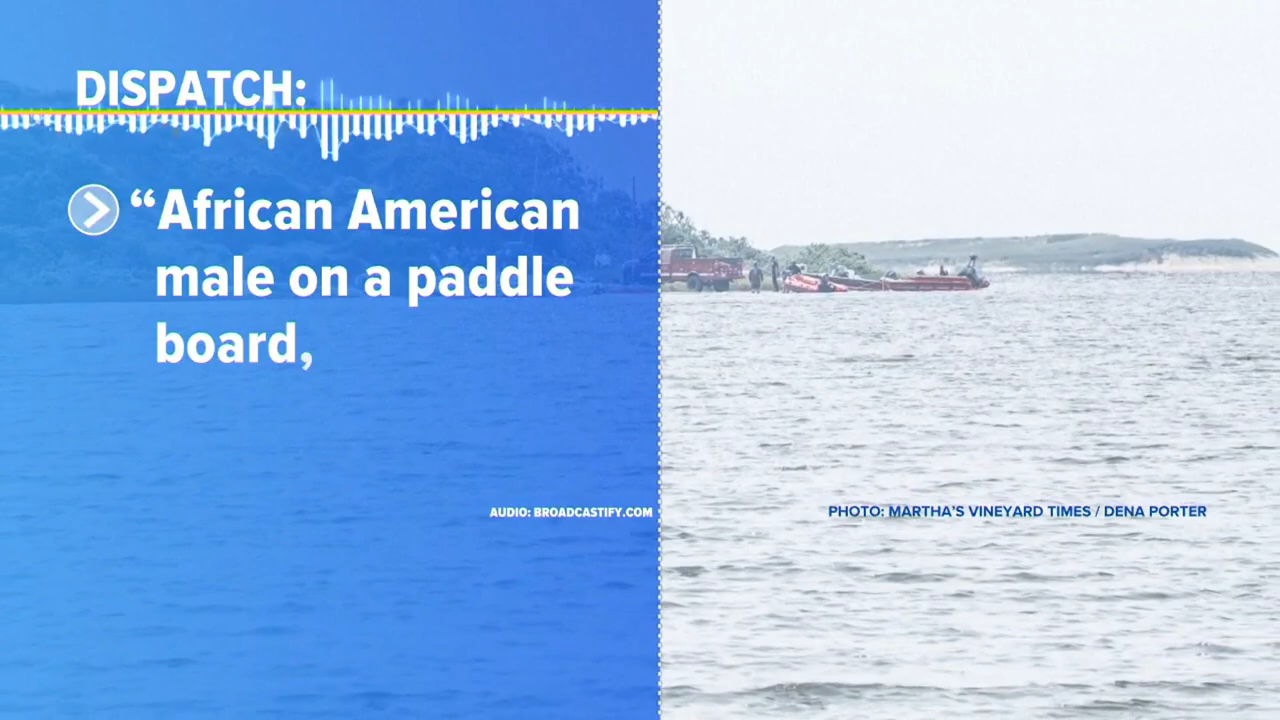 DISPATCH:
“African American
male on a paddle
board,
AUDIO: BROADCASTIFY.COM
PHOTO: MARTHA'S VINEYARD TIMES / DENA PORTER